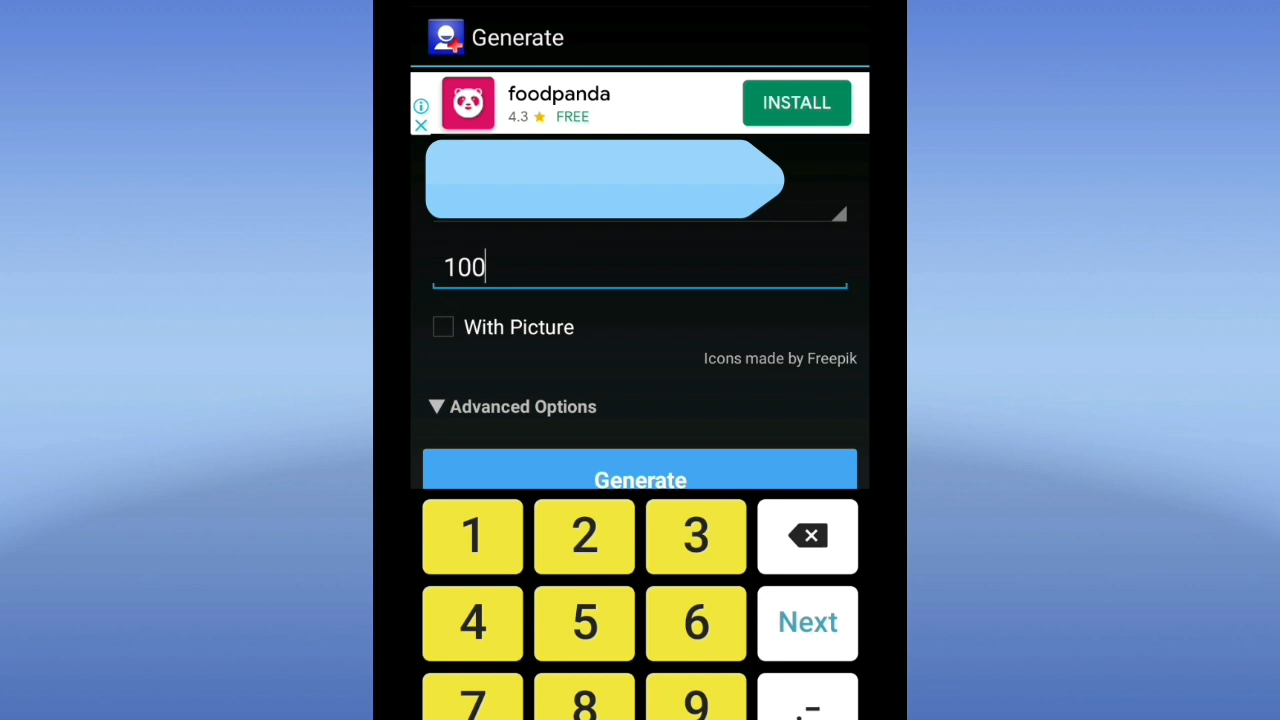 Generate
foodpanda
4.3 ★ FREE
INSTALL
100
With Picture
Icons made by Freepik
▼ Advanced Options
Generate
1 2 3
4 5 6 Next
7 8 9 .-